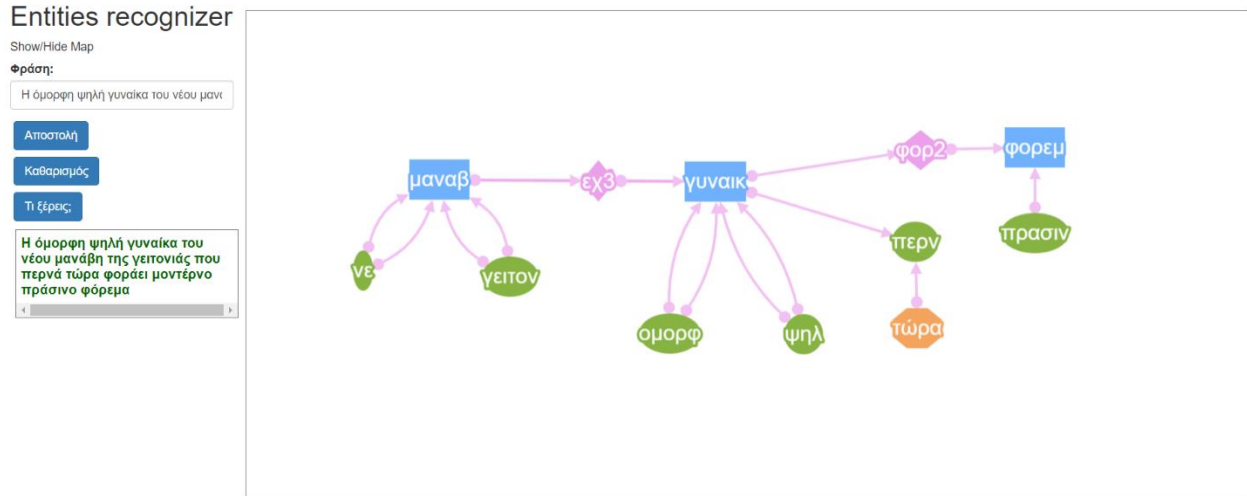 Entities recognizer
Show/Hide Map
Φράση:
Η όμορφη ψηλή γυναίκα του νέου μανα
Αποστολή
Καθαρισμός
Τι ξέρεις;
Η όμορφη ψηλή γυναίκα του
νέου μανάβη της γειτονιάς που
περνά τώρα φοράει μοντέρνο
πράσινο φόρεμα
φορ2
φορεμ
μαναβ
εχ3
γυναικ
περν
πρασιν
νε
γειτον
ομορφ
ψηλ
τώρα